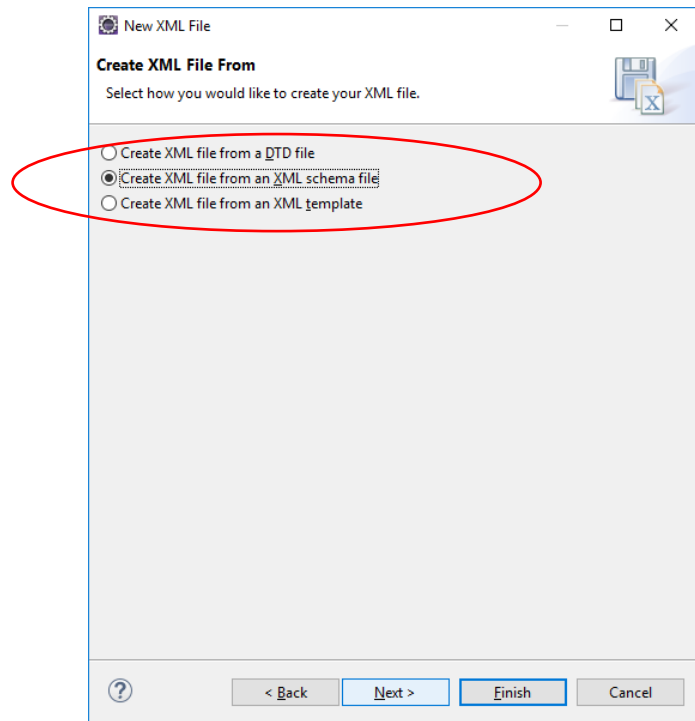 New XML File
Create XML File From
Select how you would like to create your XML file.
X
Create XML file from a DTD file
Create XML file from an XML schema file
Create XML file from an XML template
?
< Back
Next >
Finish
Cancel